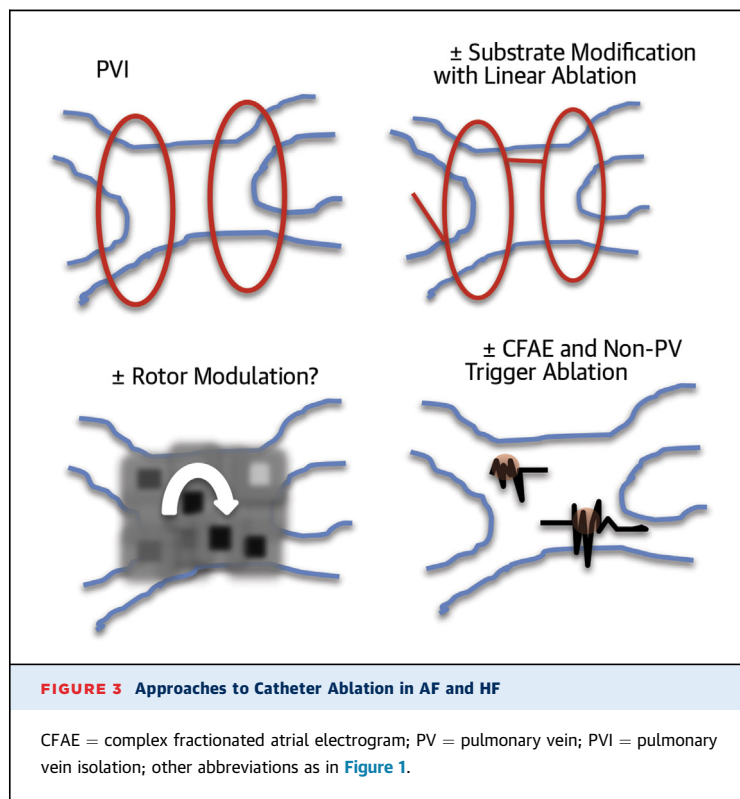 PVI
± Substrate Modification
with Linear Ablation
± Rotor Modulation?
± CFAE and Non-PV
Trigger Ablation
FIGURE 3 Approaches to Catheter Ablation in AF and HF
CFAE = complex fractionated atrial electrogram; PV = pulmonary vein; PVI = pulmonary
vein isolation; other abbreviations as in Figure 1.